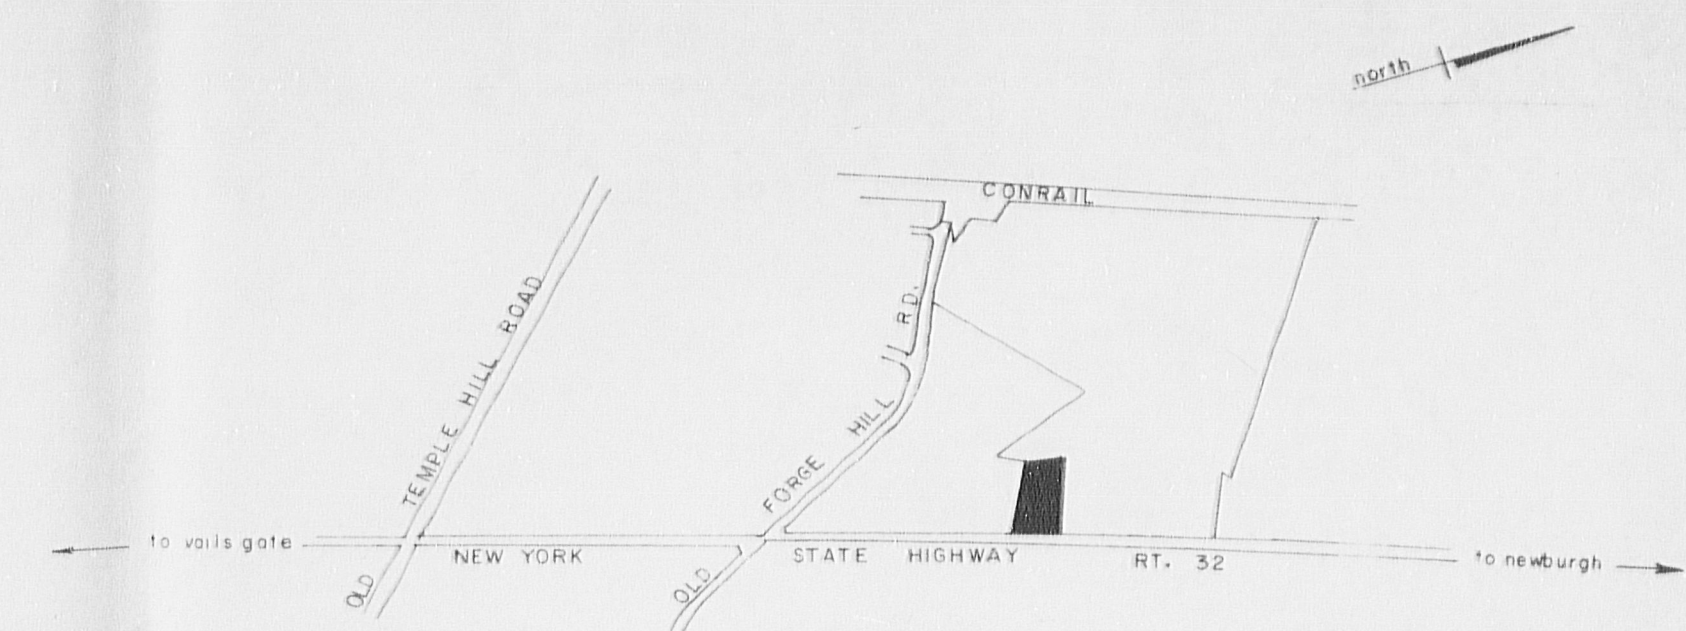 north
CONRAIL
OLD TEMPLE HILL ROAD
OLD FORGE HILL RD.
to vails gate
NEW YORK STATE HIGHWAY RT. 32
to newburgh